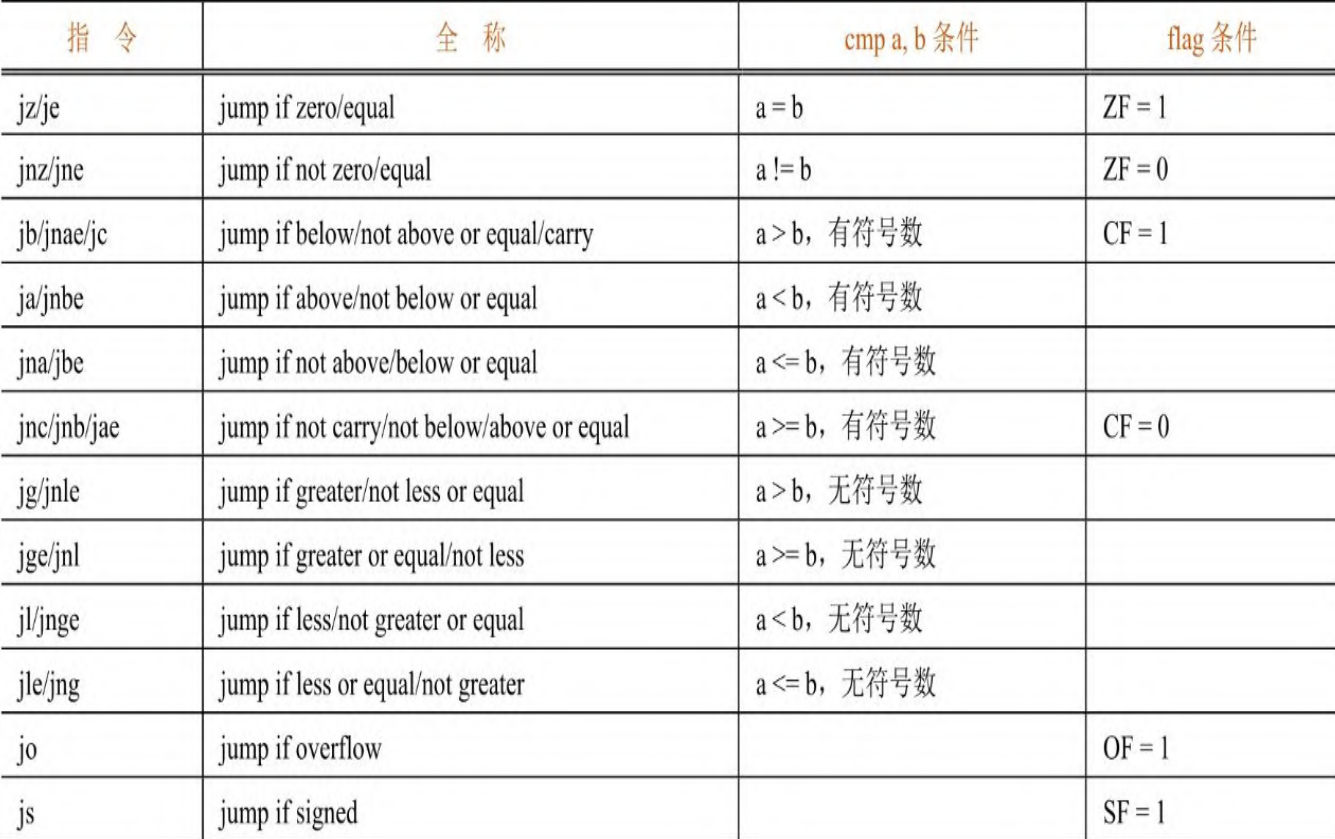 指 令 全 称 cmp a, b 条件 flag 条件
jz/je jump if zero/equal a = b ZF = 1
jnz/jne jump if not zero/equal a != b ZF = 0
jb/jnae/jc jump if below/not above or equal/carry a > b，有符号数 CF = 1
ja/jnbe jump if above/not below or equal a < b，有符号数
jna/jbe jump if not above/below or equal a <= b，有符号数
jnc/jnb/jae jump if not carry/not below/above or equal a >= b，有符号数 CF = 0
jg/jnle jump if greater/not less or equal a > b，无符号数
jge/jnl jump if greater or equal/not less a >= b，无符号数
jl/jnge jump if less/not greater or equal a < b，无符号数
jle/jng jump if less or equal/not greater a <= b，无符号数
jo jump if overflow OF = 1
js jump if signed SF = 1